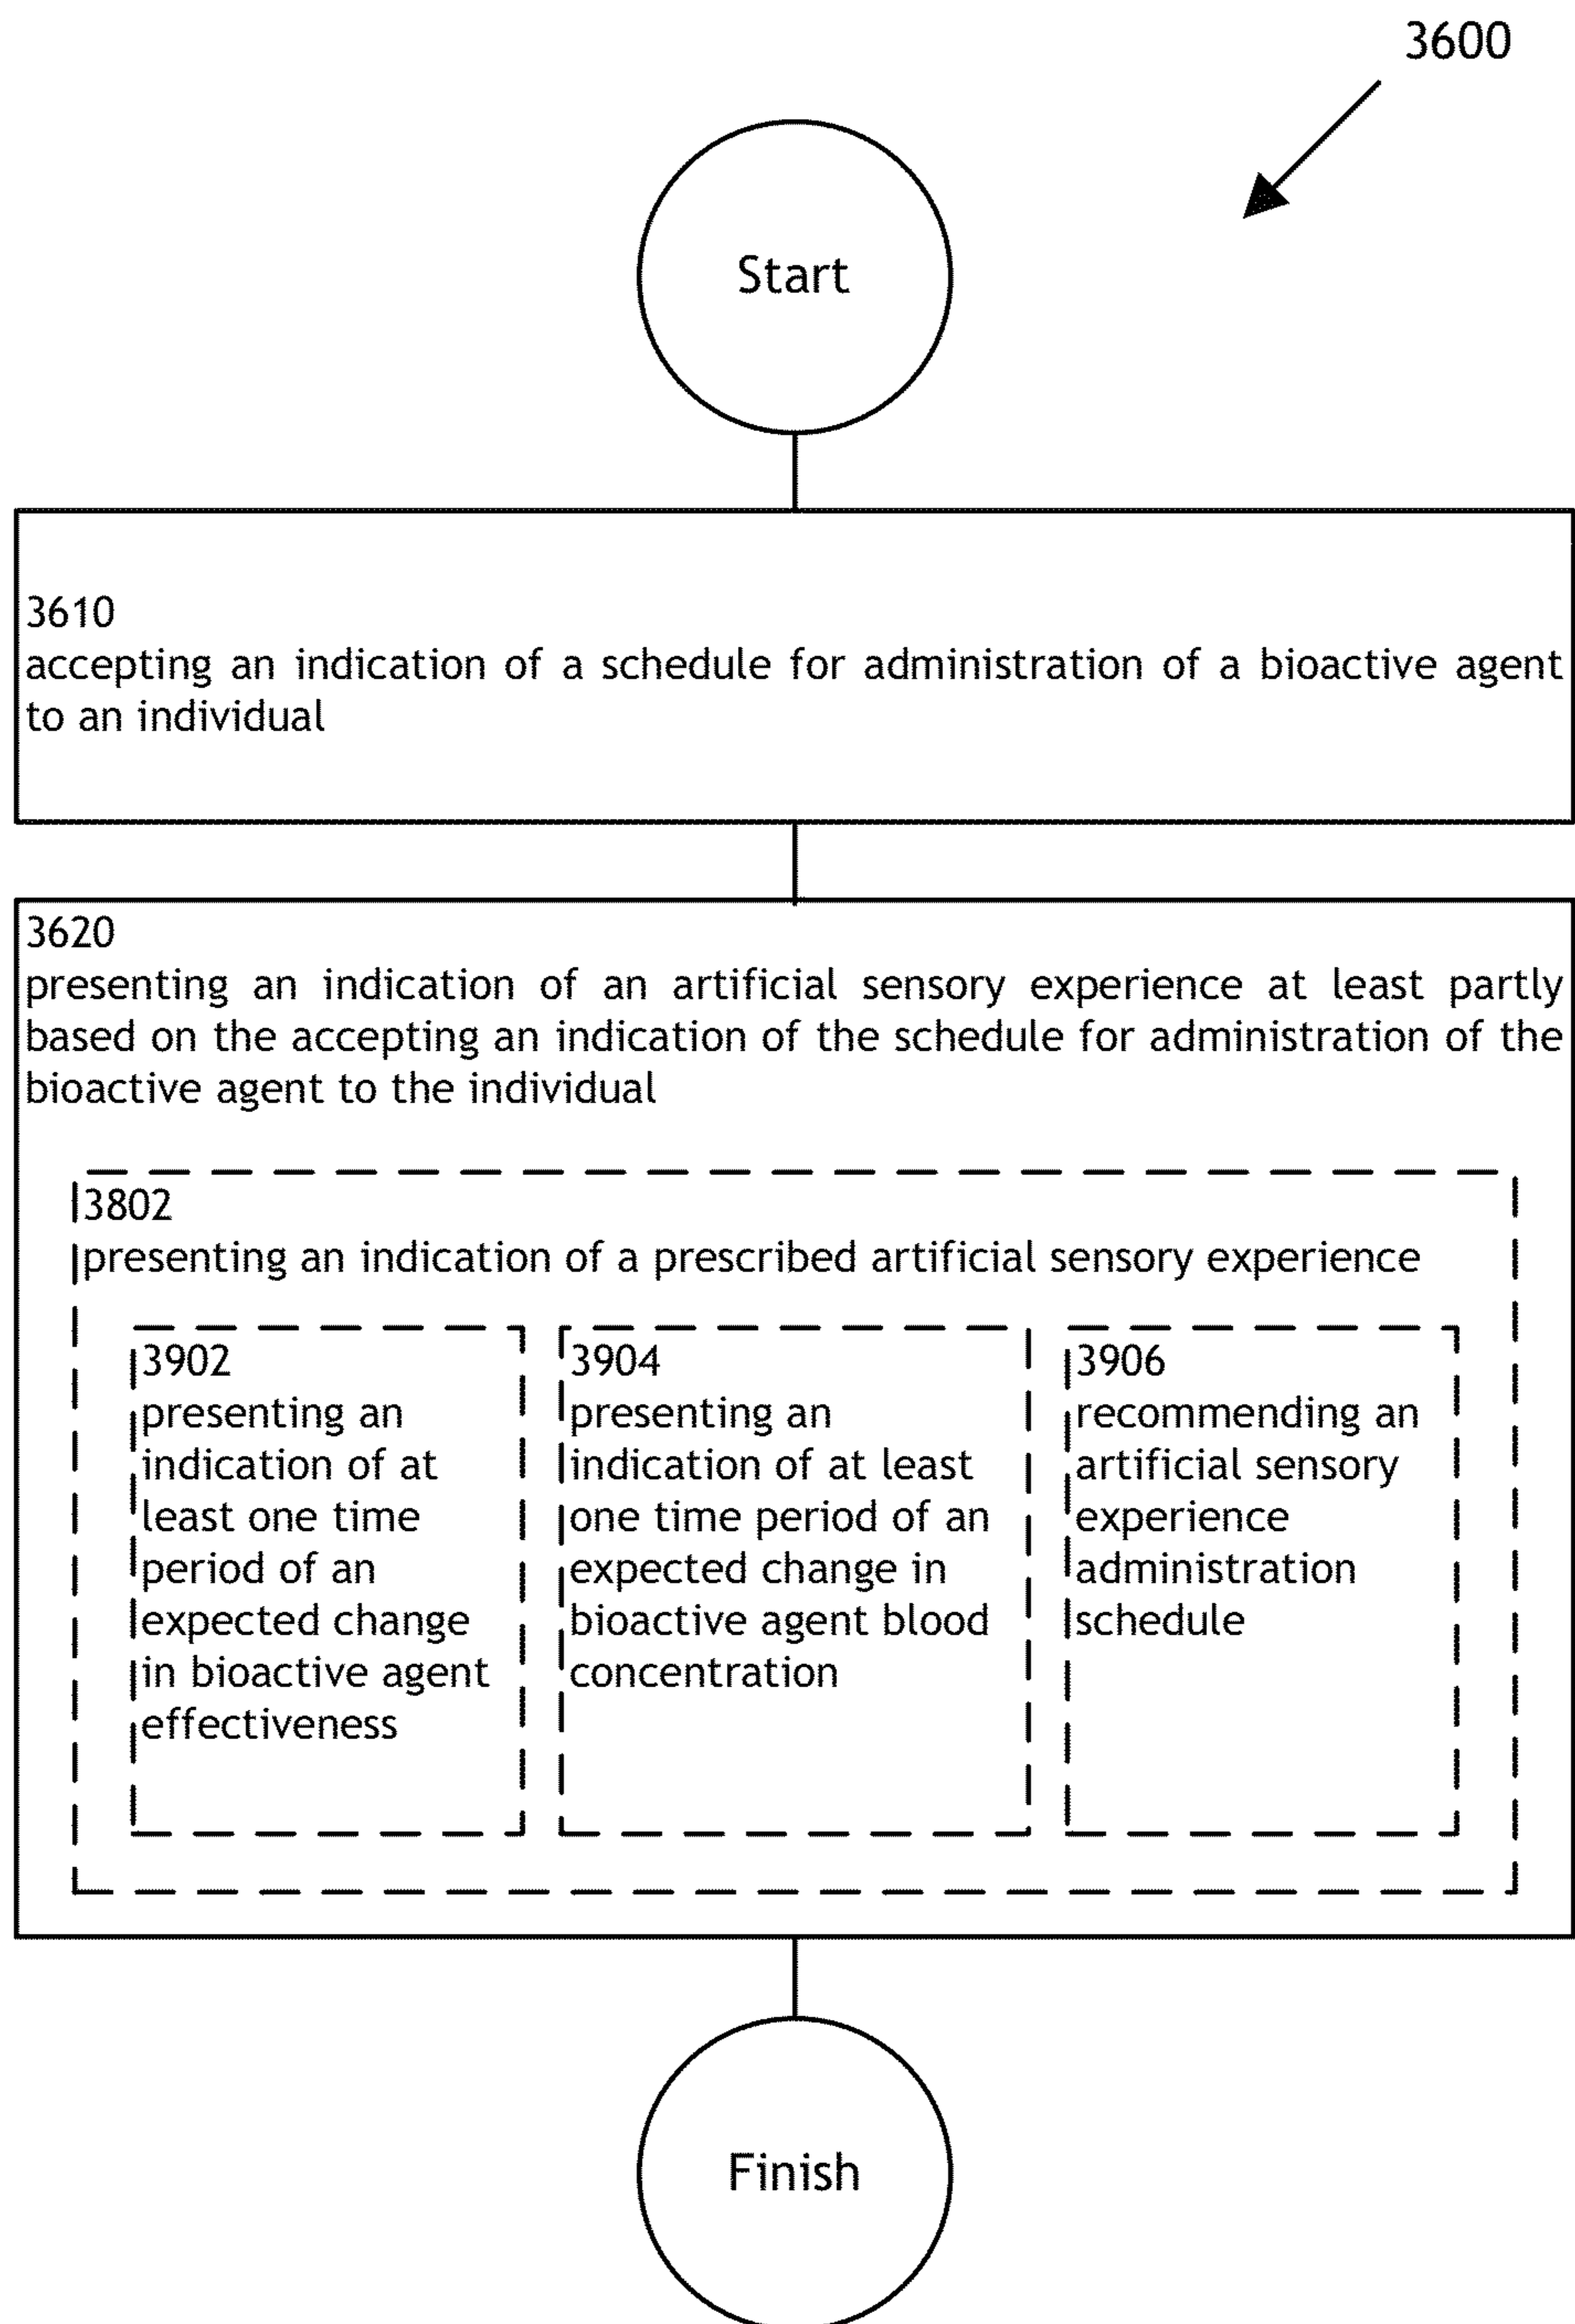 3600
Start
3610
accepting an indication of a schedule for administration of a bioactive agent
to an individual
3620
presenting an indication of an artificial sensory experience at least partly
based on the accepting an indication of the schedule for administration of the
bioactive agent to the individual
3802
presenting an indication of a prescribed artificial sensory experience
3902
presenting an
indication of at
least one time
period of an
expected change
in bioactive agent
effectiveness
3904
presenting an
indication of at least
one time period of an
expected change in
bioactive agent blood
concentration
3906
recommending an
artificial sensory
experience
administration
schedule
Finish